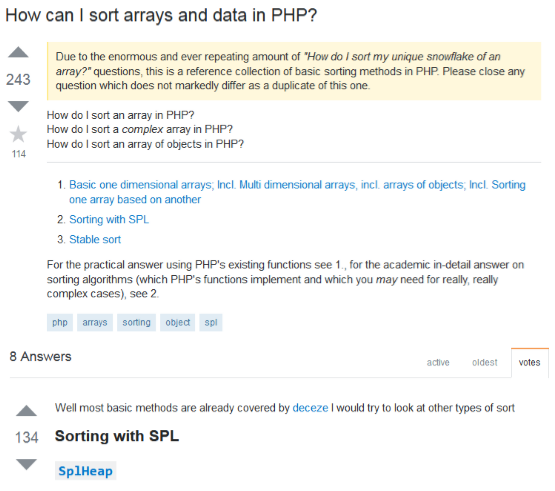 How can I sort arrays and data in PHP?
Due to the enormous and ever repeating amount of "How do I sort my unique snowflake of an
array?" questions, this is a reference collection of basic sorting methods in PHP. Please close any
question which does not markedly differ as a duplicate of this one.
243
114
How do I sort an array in PHP?
How do I sort a complex array in PHP?
How do I sort an array of objects in PHP?
1. Basic one dimensional arrays; Incl. Multi dimensional arrays, incl. arrays of objects; Incl. Sorting
one array based on another
2. Sorting with SPL
3. Stable sort
For the practical answer using PHP's existing functions see 1., for the academic in-detail answer on
sorting algorithms (which PHP's functions implement and which you may need for really, really
complex cases), see 2.
php arrays sorting object spl
8 Answers
active oldest votes
Well most basic methods are already covered by deceze I would try to look at other types of sort
134
Sorting with SPL
SplHeap